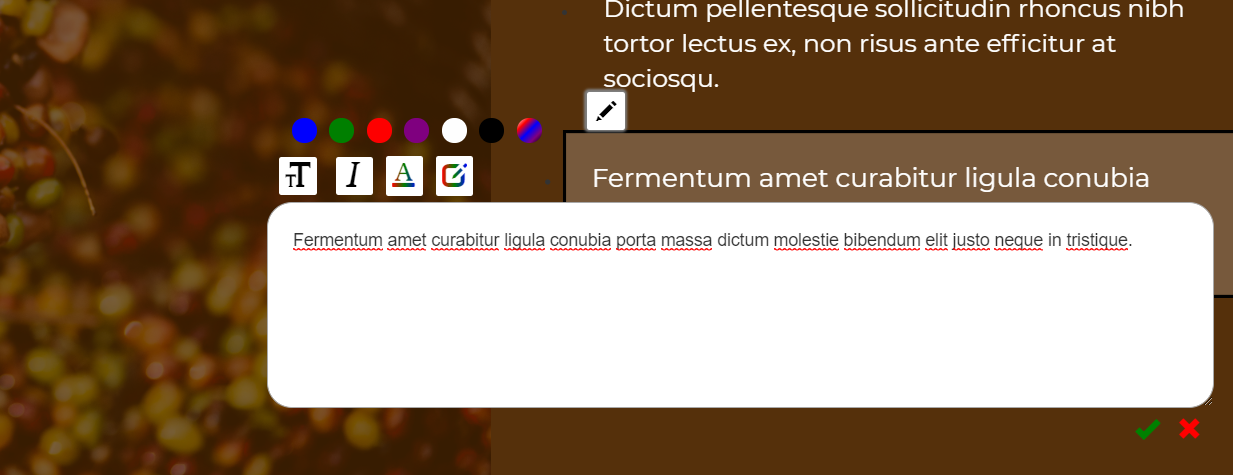 Dictum pellentesque sollicitudin rhoncus nibh
tortor lectus ex, non risus ante efficitur at
sociosqu.
TT I A
Fermentum amet curabitur ligula conubia
Fermentum amet curabitur ligula conubia porta massa dictum molestie bibendum elit justo neque in tristique.